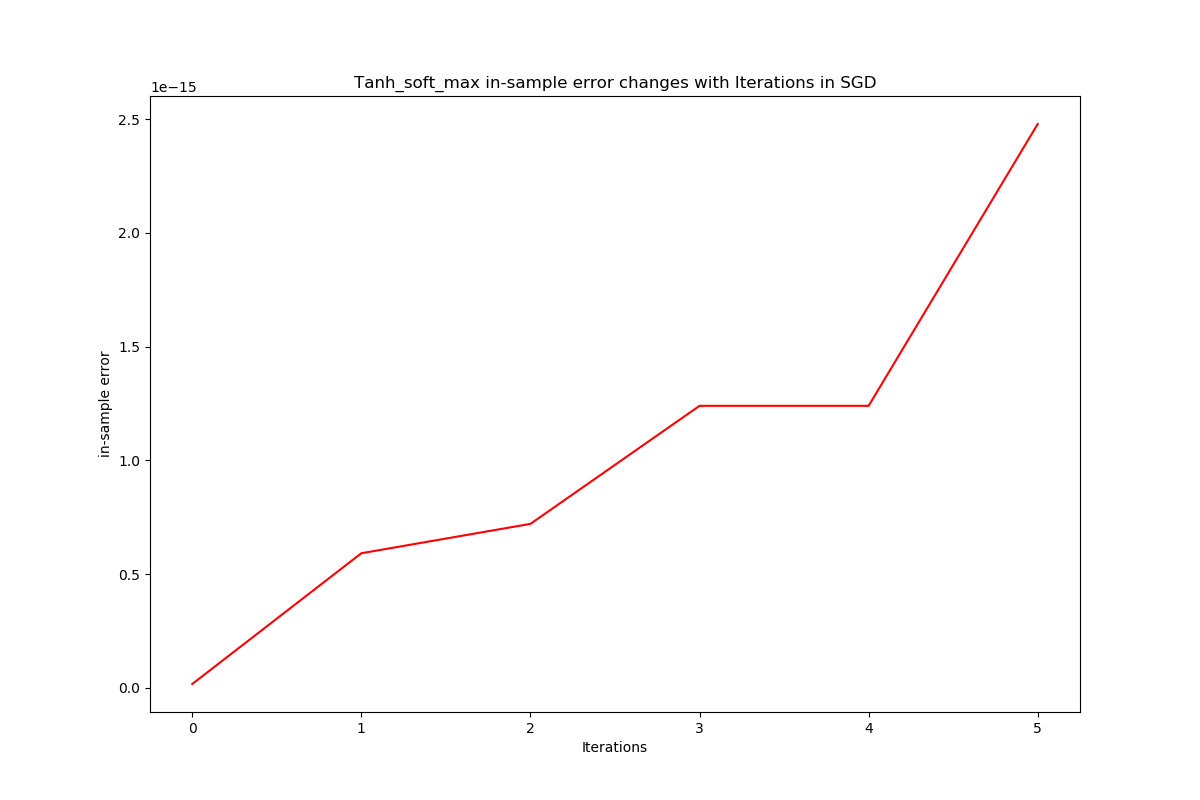 Tanh_soft_max in-sample error changes with Iterations in SGD
1e−15
2.5
2.0
1.5
1.0
0.5
0.0
in-sample error
0 1 2 3 4 5
Iterations